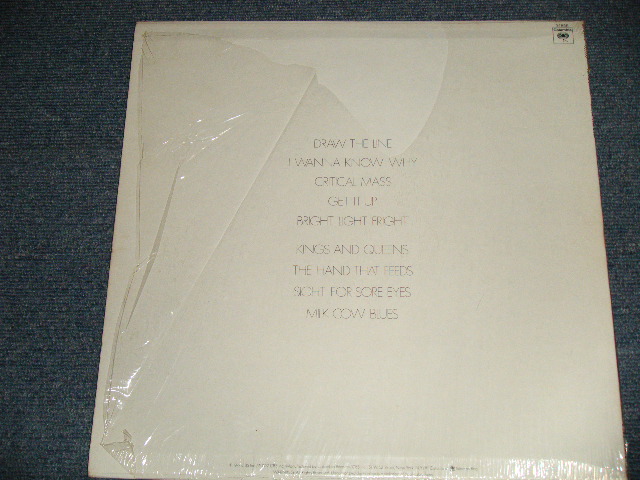 DRAW THE LINE
I WANNA KNOW WHY
CRITICAL MASS
GET IT UP
BRIGHT LIGHT FRIGHT
KINGS AND QUEENS
THE HAND THAT FEEDS
SIGHT FOR SORE EYES
MILK COW BLUES